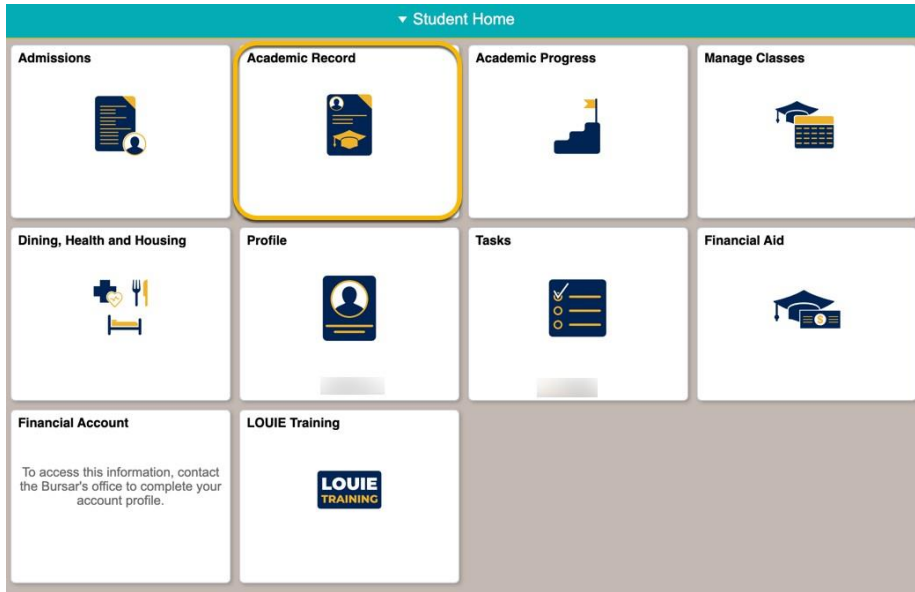 ▾ Student Home
Admissions
Academic Record
Academic Progress
Manage Classes
Dining, Health and Housing
Profile
Tasks
Financial Aid
$
Financial Account
To access this information, contact
the Bursar's office to complete your
account profile.
LOUIE Training
LOUIE
TRAINING